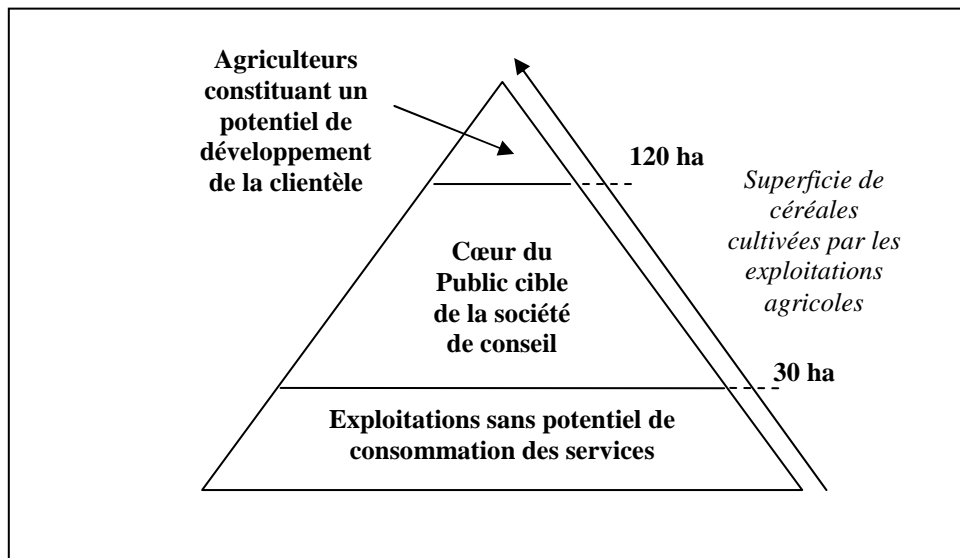 Agriculteurs
constituant un
potentiel de
développement
de la clientèle
120 ha
Superficie de
céréales
cultivées par les
exploitations
agricoles
Cœur du
Public cible
de la société
de conseil
30 ha
Exploitations sans potentiel de
consommation des services